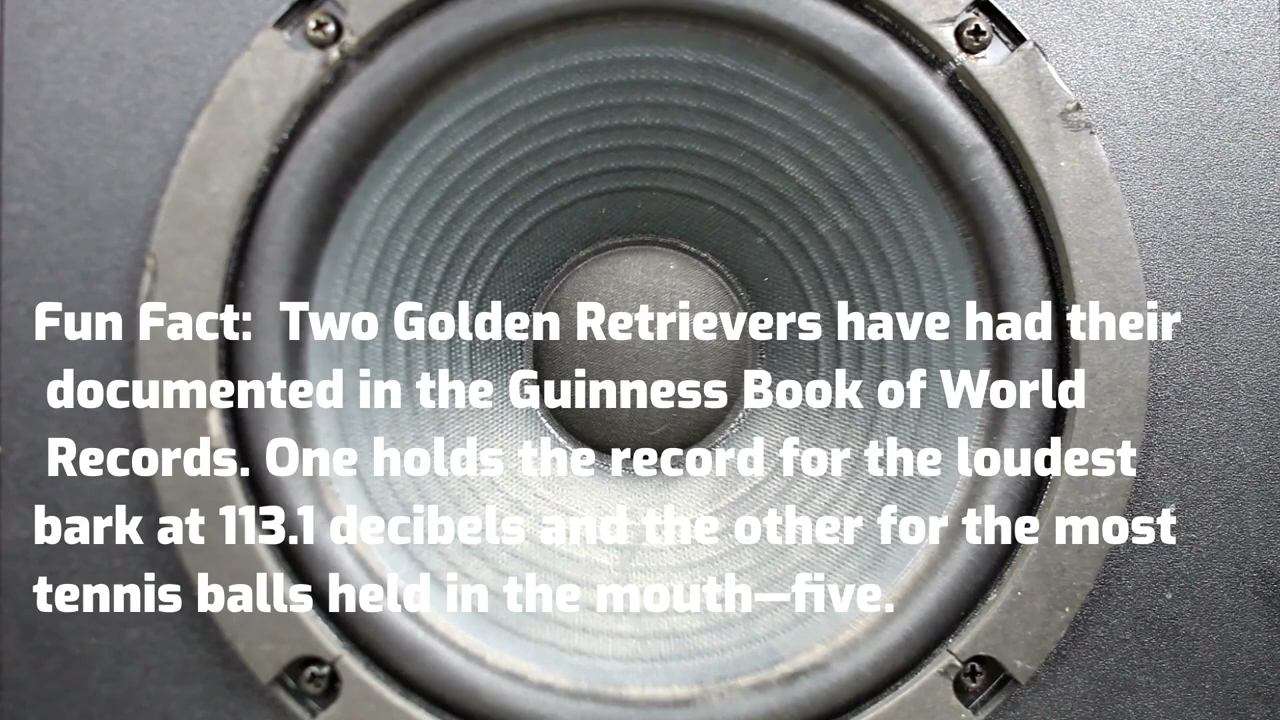 Fun Fact:  Two Golden Retrievers have had their
documented in the Guinness Book of World
Records. One holds the record for the loudest
bark at 113.1 decibels and the other for the most
tennis balls held in the mouth—five.